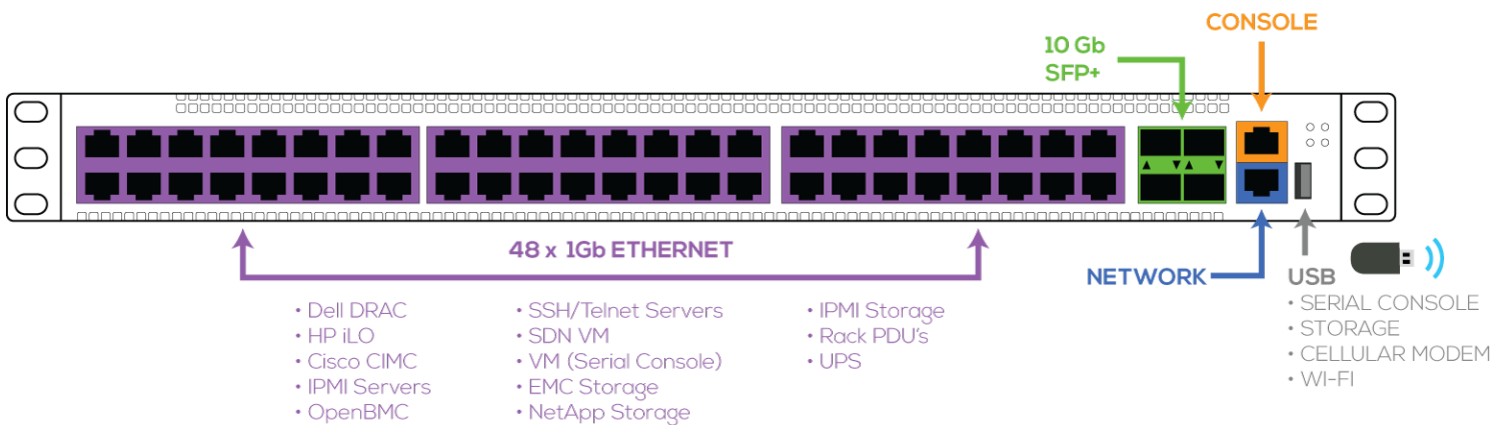 CONSOLE
10 Gb
SFP+
48 x 1Gb ETHERNET
NETWORK
USB
• Dell DRAC
• HP iLO
• Cisco CIMC
• IPMI Servers
• OpenBMC
• SSH/Telnet Servers
• SDN VM
• VM (Serial Console)
• EMC Storage
• NetApp Storage
• IPMI Storage
• Rack PDU's
• UPS
• SERIAL CONSOLE
• STORAGE
• CELLULAR MODEM
• WI-FI